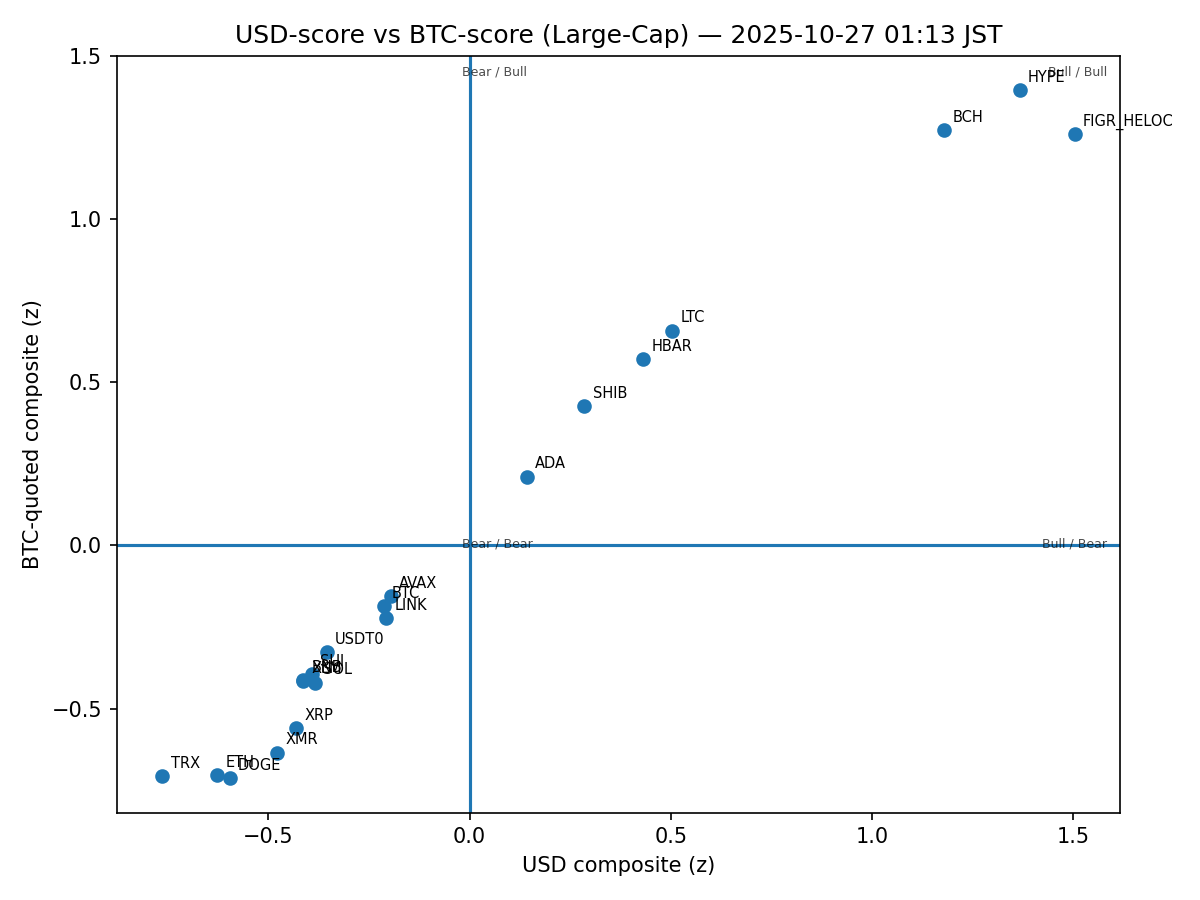 USD-score vs BTC-score (Large-Cap) — 2025-10-27 01:13 JST
1.5
1.0
0.5
0.0
−0.5
BTC-quoted composite (z)
Bear / Bull
Bull / Bull
HYPE
BCH
FIGR_HELOC
LTC
HBAR
SHIB
ADA
Bear / Bear
Bull / Bear
AVAX
BTC
LINK
USDT0
SOL
XRP
XMR
TRX
ETH
DOGE
−0.5
0.0
0.5
1.0
1.5
USD composite (z)